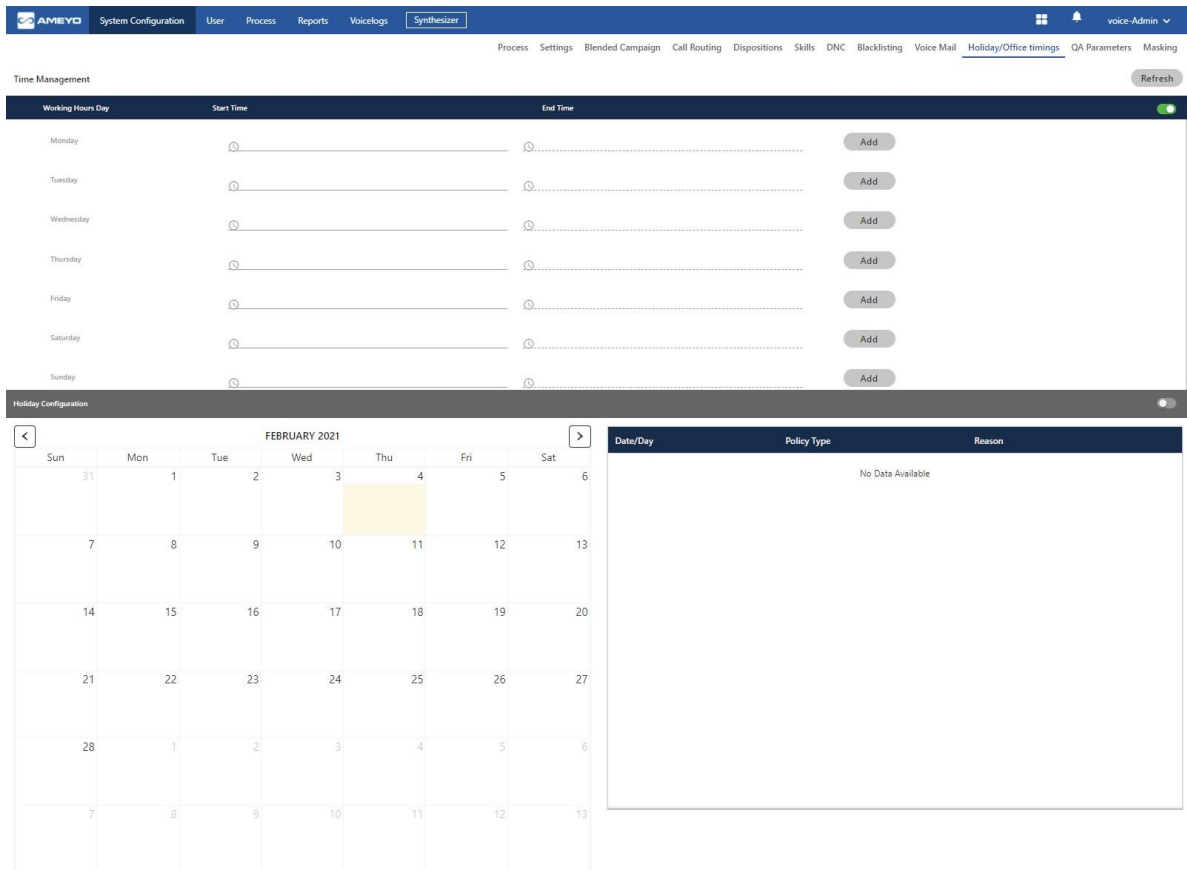 AMEYO System Configuration User Process Reports Voicelogs Synthesizer voice-Admin
Process Settings Blended Campaign Call Routing Dispositions Skills DNC Blacklisting Voice Mail Holiday/Office timings QA Parameters Masking
Time Management Refresh
Working Hours Day Start Time End Time
Monday Add
Tuesday Add
Wednesday Add
Thursday Add
Friday Add
Saturday Add
Sunday Add
Holiday Configuration
FEBRUARY 2021
Sun Mon Tue Wed Thu Fri Sat
31 1 2 3 4 5 6
7 8 9 10 11 12 13
14 15 16 17 18 19 20
21 22 23 24 25 26 27
28 1 2 3 4 5 6
7 8 9 10 11 12 13
Date/Day Policy Type Reason
No Data Available